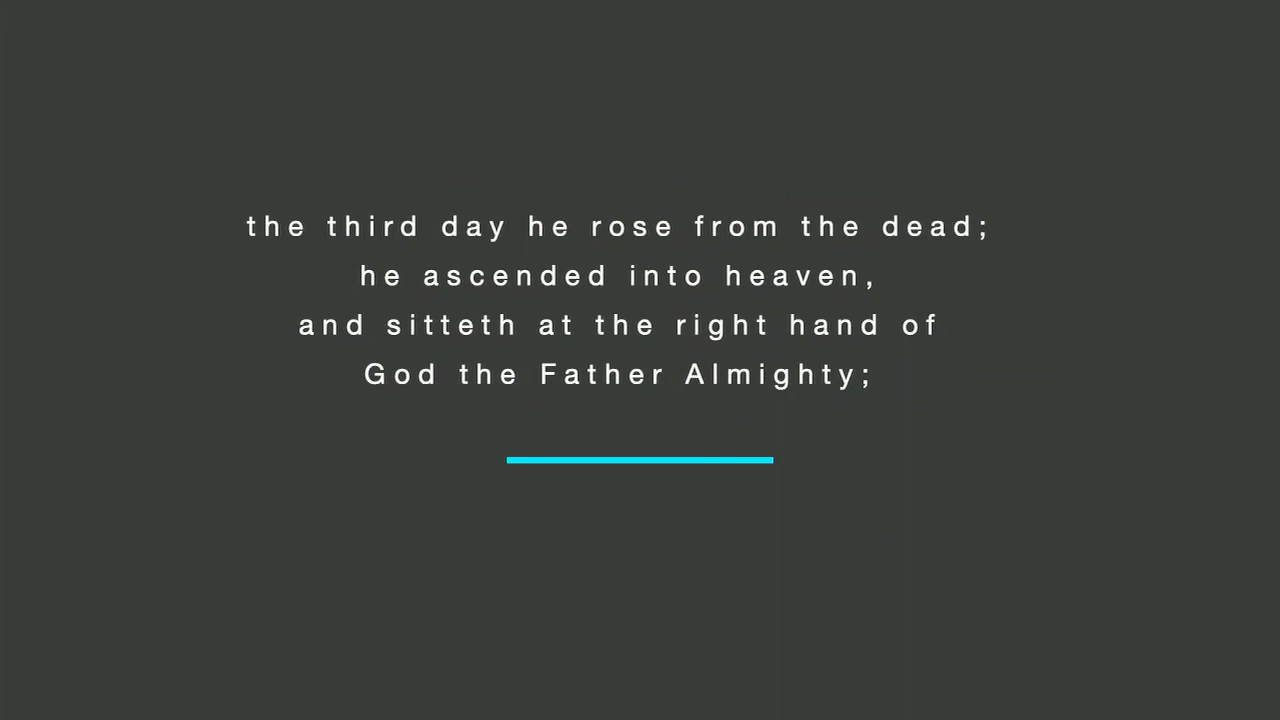 the third day he rose from the dead;
he ascended into heaven,
and sitteth at the right hand of
God the Father Almighty;